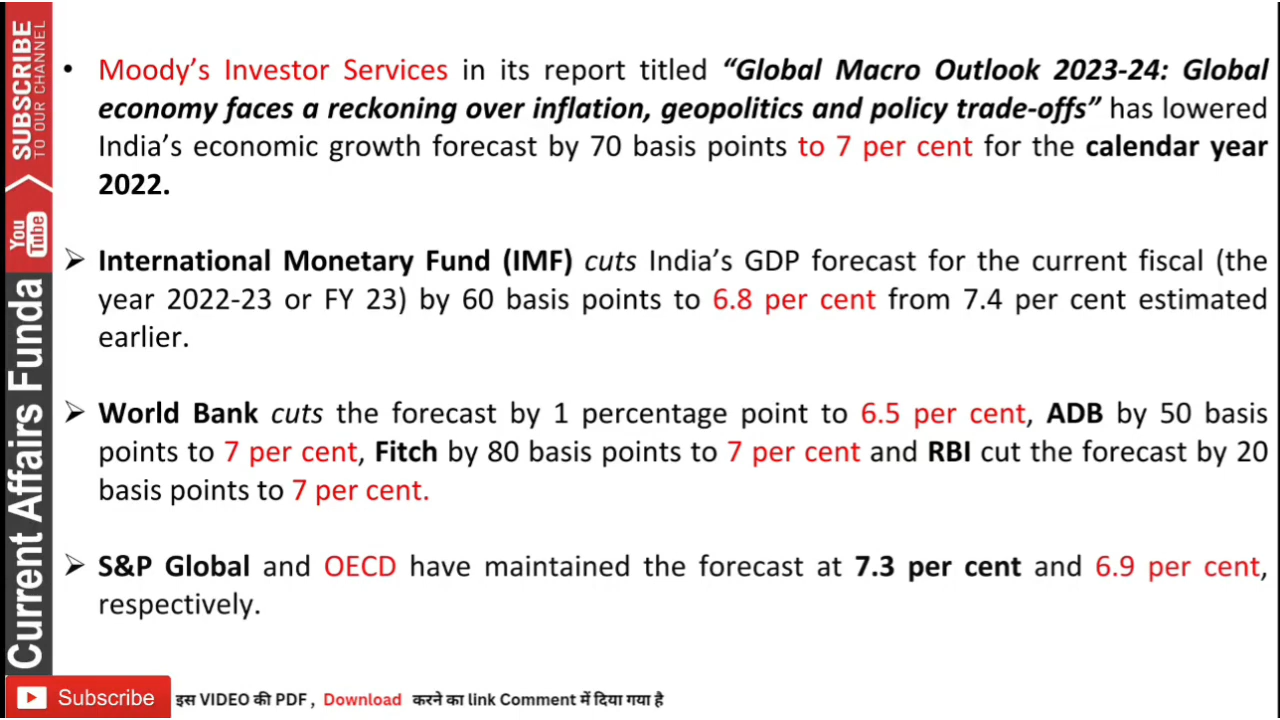 • Moody’s Investor Services in its report titled “Global Macro Outlook 2023-24: Global
economy faces a reckoning over inflation, geopolitics and policy trade-offs” has lowered
India’s economic growth forecast by 70 basis points to 7 per cent for the calendar year
2022.
➢ International Monetary Fund (IMF) cuts India’s GDP forecast for the current fiscal (the
year 2022-23 or FY 23) by 60 basis points to 6.8 per cent from 7.4 per cent estimated
earlier.
➢ World Bank cuts the forecast by 1 percentage point to 6.5 per cent, ADB by 50 basis
points to 7 per cent, Fitch by 80 basis points to 7 per cent and RBI cut the forecast by 20
basis points to 7 per cent.
➢ S&P Global and OECD have maintained the forecast at 7.3 per cent and 6.9 per cent,
respectively.
SUBSCRIBE
TO OUR CHANNEL
You
Tube
Current Affairs Funda
Subscribe
इस VIDEO की PDF , Download करने का link Comment में दिया गया है